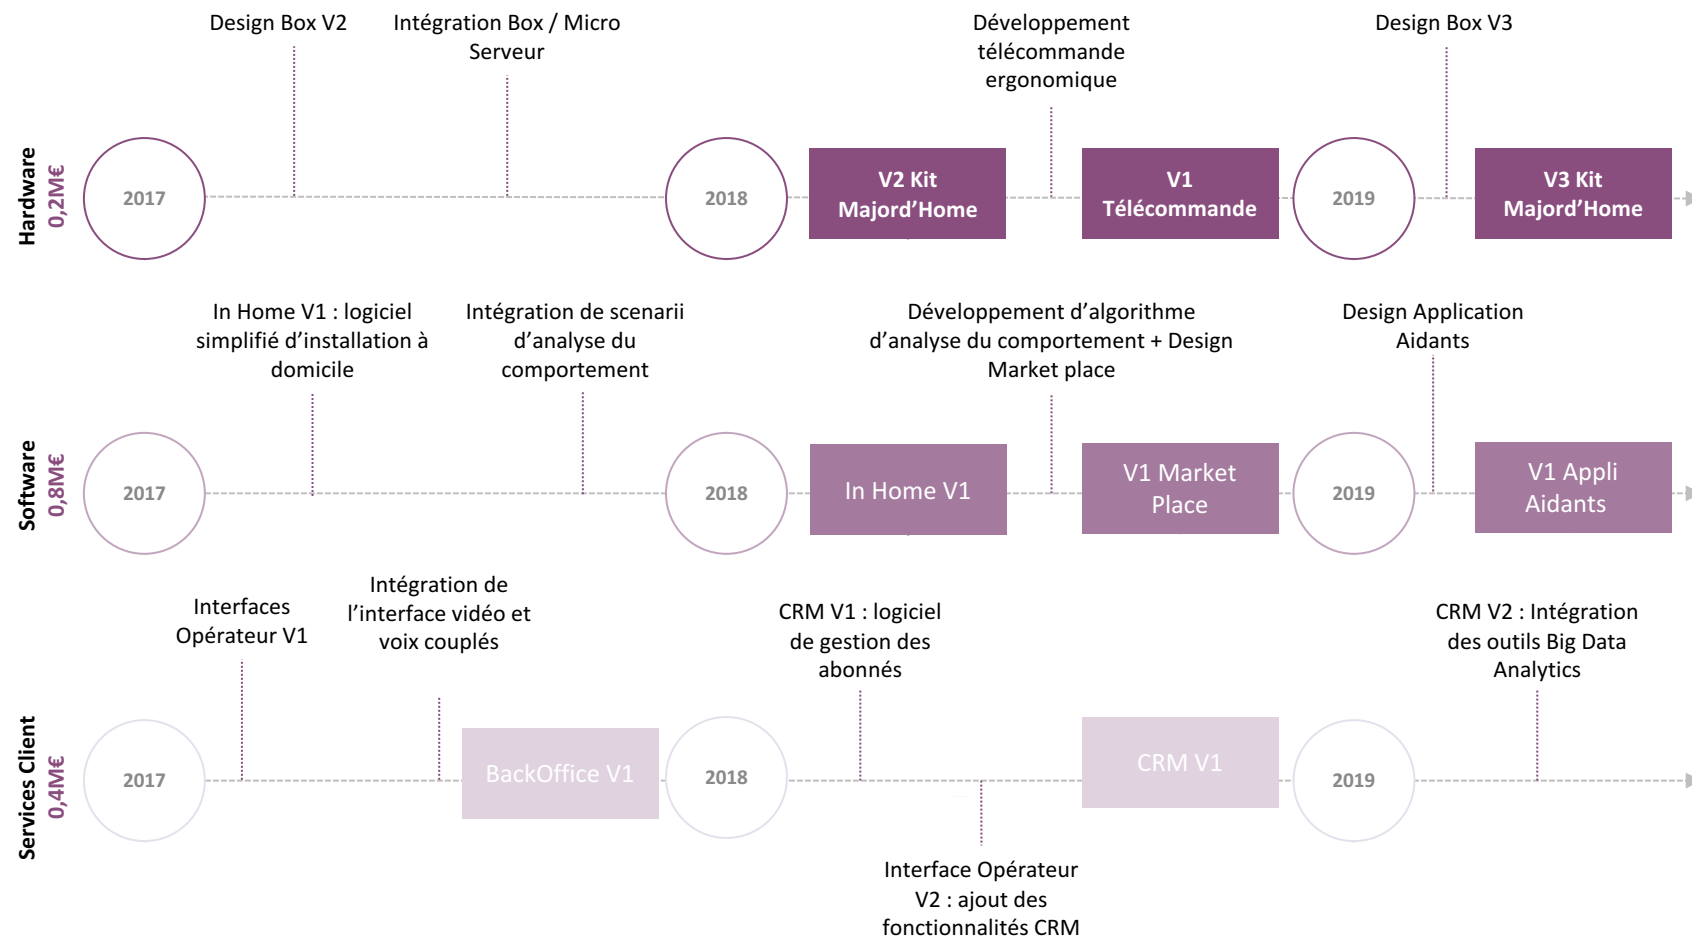 Design Box V2
Intégration Box / Micro
Serveur
Développement
télécommande
ergonomique
Design Box V3
Hardware
0,2M€
2017
2018
V2 Kit
Majord’Home
V1
Télécommande
2019
V3 Kit
Majord’Home
In Home V1 : logiciel
simplifié d’installation à
domicile
Intégration de scenarii
d’analyse du
comportement
Développement d’algorithme
d’analyse du comportement + Design
Market place
Design Application
Aidants
Software
0,8M€
2017
2018
In Home V1
V1 Market
Place
2019
V1 Appli
Aidants
Interfaces
Opérateur V1
Intégration de
l’interface vidéo et
voix couplés
CRM V1 : logiciel
de gestion des
abonnés
CRM V2 : Intégration
des outils Big Data
Analytics
Services Client
0,4M€
2017
BackOffice V1
2018
CRM V1
2019
Interface Opérateur
V2 : ajout des
fonctionnalités CRM